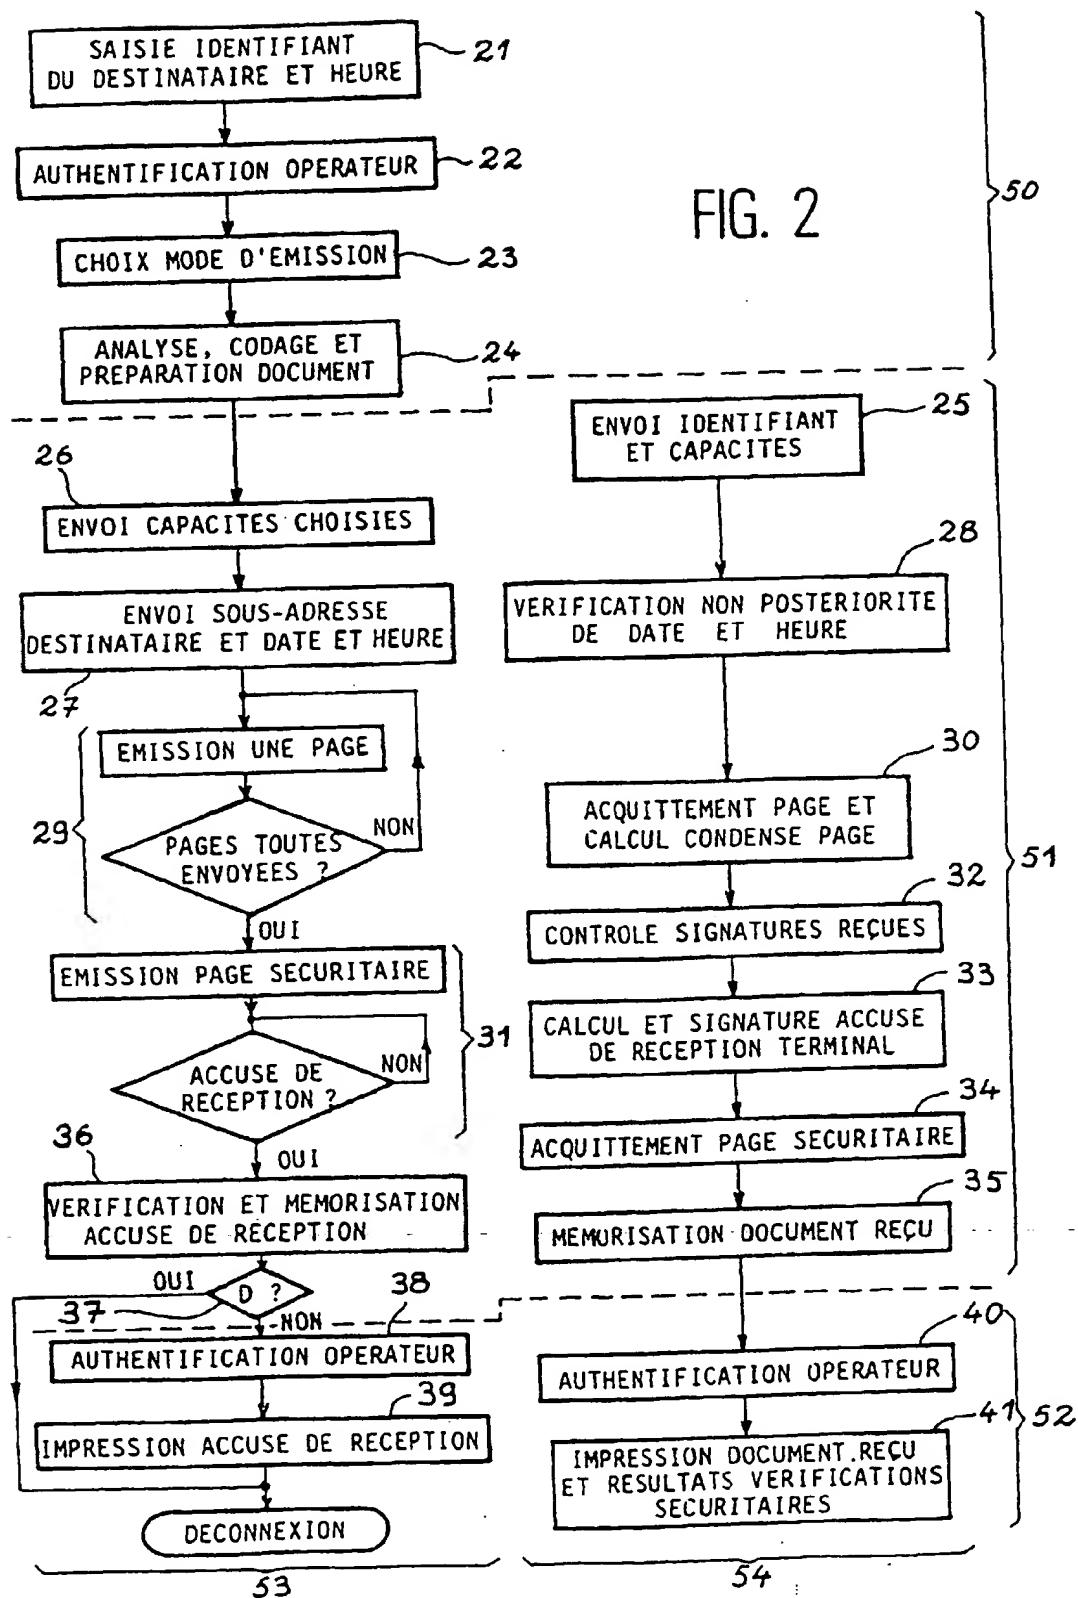 SAISIE IDENTIFIANT
DU DESTINATAIRE ET HEURE
21
AUTHENTIFICATION OPERATEUR
22
CHOIX MODE D'EMISSION
23
ANALYSE, CODAGE ET
PREPARATION DOCUMENT
24
FIG. 2
50
26
ENVOI CAPACITES CHOISIES
ENVOI SOUS-ADRESSE
DESTINATAIRE ET DATE ET HEURE
27
EMISSION UNE PAGE
29
PAGES TOUTES
ENVOYEES ?
NON
OUI
EMISSION PAGE SECURITAIRE
31
ACCUSE DE
RECEPTION ?
NON
OUI
36
VERIFICATION ET MEMORISATION
ACCUSE DE RECEPTION
OUI
D ?
37
NON
38
AUTHENTIFICATION OPERATEUR
39
IMPRESSION ACCUSE DE RECEPTION
DECONNEXION
53
25
ENVOI IDENTIFIANT
ET CAPACITES
28
VERIFICATION NON POSTERIORITE
DE DATE ET HEURE
30
ACQUITTEMENT PAGE ET
CALCUL CONDENSE PAGE
51
32
CONTROLE SIGNATURES REÇUES
33
CALCUL ET SIGNATURE ACCUSE
DE RECEPTION TERMINAL
34
ACQUITTEMENT PAGE SECURITAIRE
35
MEMORISATION DOCUMENT REÇU
40
AUTHENTIFICATION OPERATEUR
41
52
IMPRESSION DOCUMENT.REÇU
ET RESULTATS VERIFICATIONS
SECURITAIRES
54